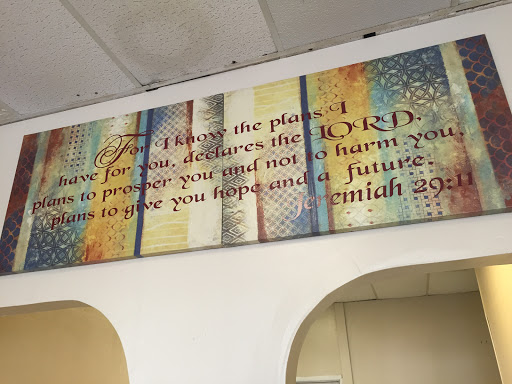 For I know the plans I
have for you, declares the LORD,
plans to prosper you and not to harm you,
plans to give you hope and a future.
Jeremiah 29:11